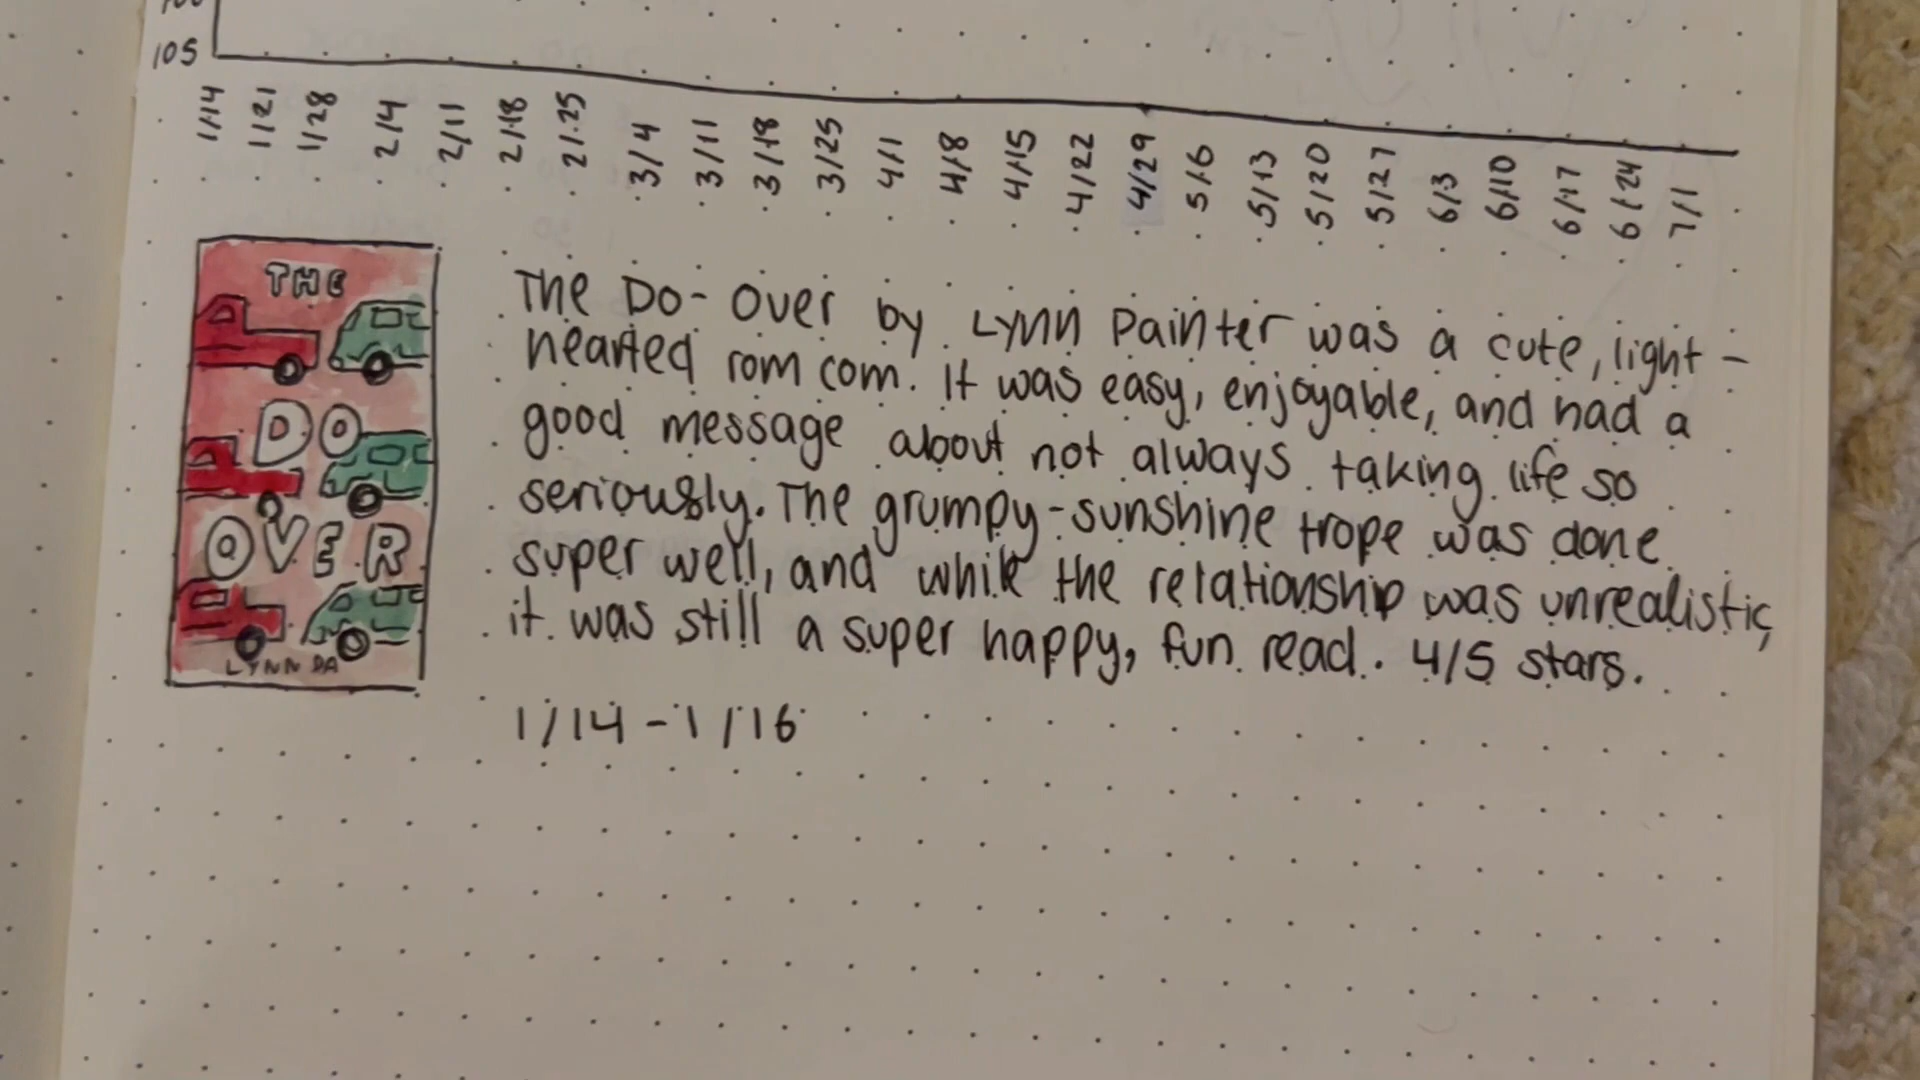 105
1/14 1/21 1/28 2/4 2/11 2/18 2/25 3/4 3/11 3/18 3/25 4/1 4/8 4/15 4/22 4/29 5/6 5/13 5/20 5/27 6/3 6/10 6/17 6/24 7/1
THE
DO
OVER
LYNN PA
The Do-Over by Lynn Painter was a cute, light-
hearted rom com. It was easy, enjoyable, and had a
good message about not always taking life so
seriously. The grumpy-sunshine trope was done
super well, and while the relationship was unrealistic,
it was still a super happy, fun read. 4/5 stars.
1/14-1/16